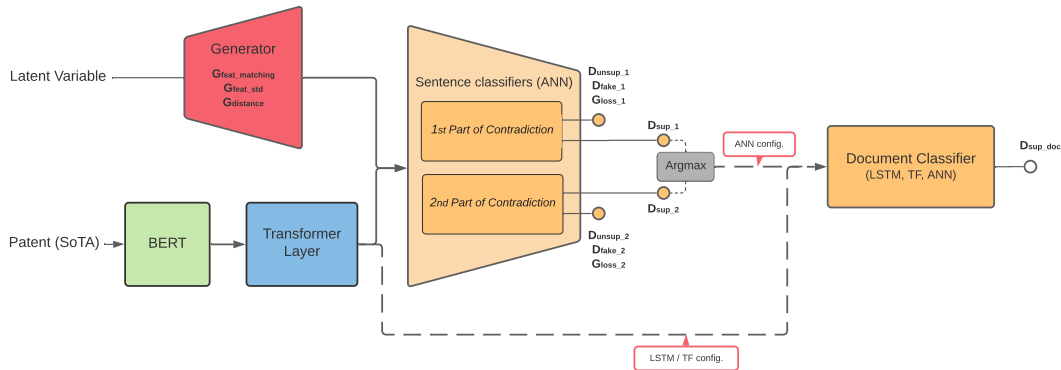 Generator
Gfeat_matching
Gfeat_std
Gdistance
Latent Variable
Patent (SoTA)
BERT
Transformer
Layer
Sentence classifiers (ANN)
1st Part of Contradiction
2nd Part of Contradiction
Dunsup_1
Dfake_1
Gloss_1
Dsup_1
Argmax
Dsup_2
Dunsup_2
Dfake_2
Gloss_2
ANN config.
LSTM / TF config.
Document Classifier
(LSTM, TF, ANN)
Dsup_doc